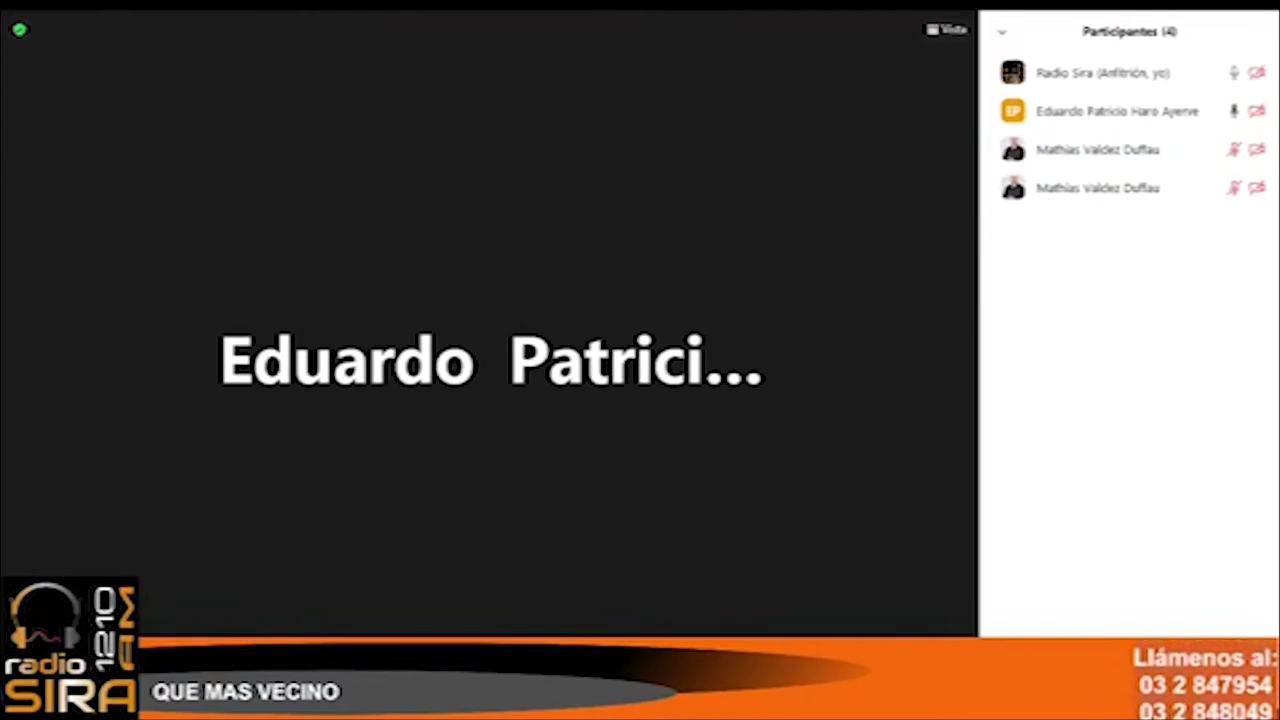 Vista
Participantes (4)
Radio Sira (Anfitrión, yo)
EP
Eduardo Patricio Haro Ayerve
Mathias Valdez Duffau
Mathias Valdez Duffau
Eduardo Patrici...
radio
SIRA
1210
AM
QUE MAS VECINO
Llámenos al:
03 2 847954
03 2 848049